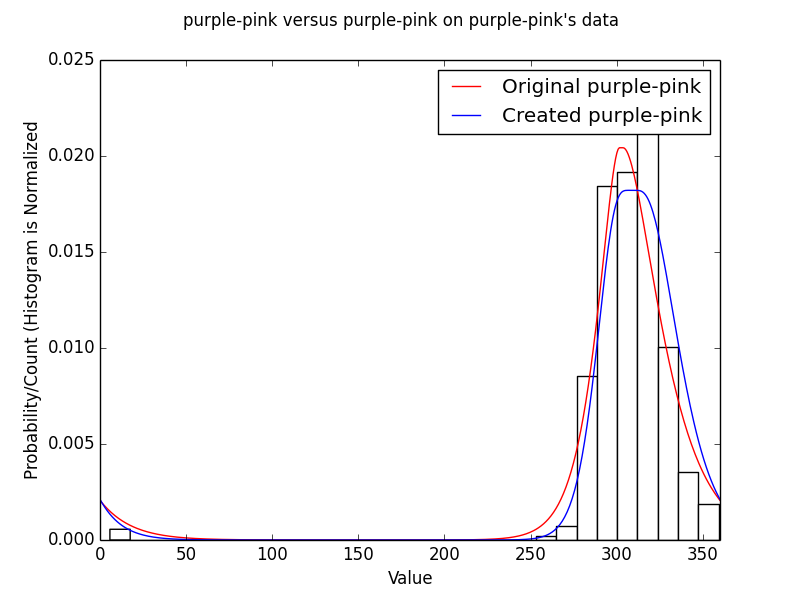 purple-pink versus purple-pink on purple-pink's data
0.025
Original purple-pink
Created purple-pink
0.020
0.015
0.010
0.005
0.000
Probability/Count (Histogram is Normalized
0 50 100 150 200 250 300 350
Value